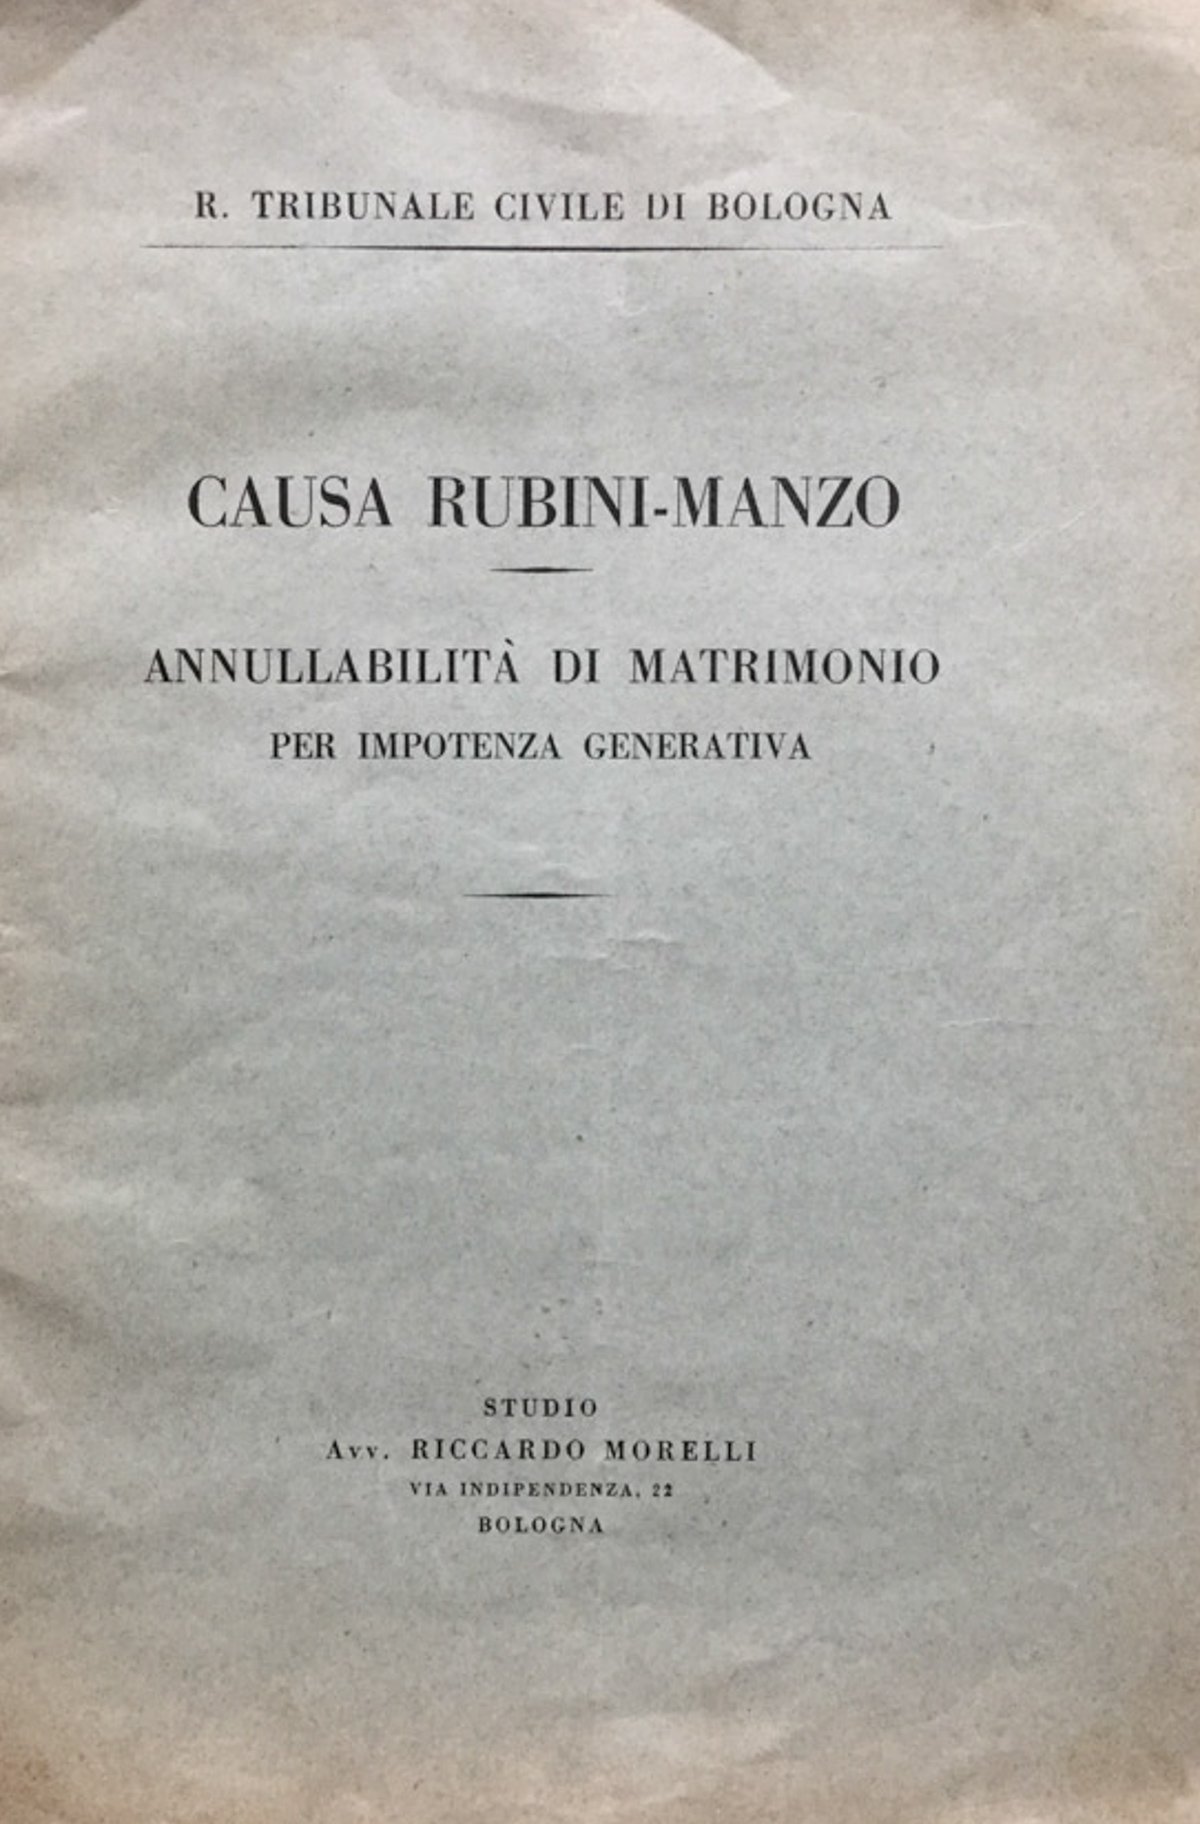 R. TRIBUNALE CIVILE DI BOLOGNA
CAUSA RUBINI-MANZO
ANNULLABILITÀ DI MATRIMONIO
PER IMPOTENZA GENERATIVA
STUDIO
Avv. RICCARDO MORELLI
VIA INDIPENDENZA, 22
BOLOGNA